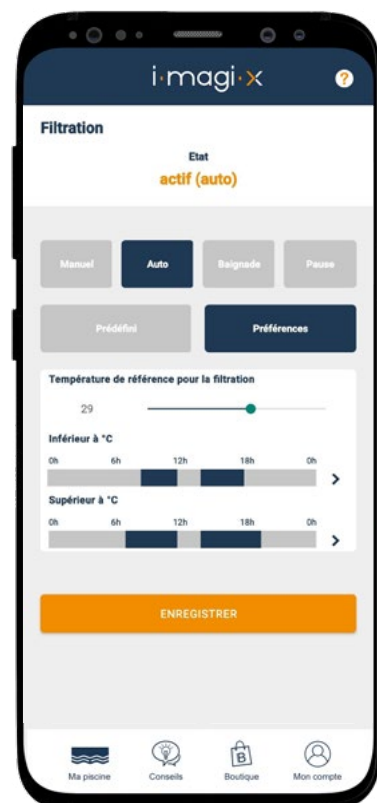 i·magi·x ?
Filtration
Etat
actif (auto)
Manuel Auto Baignade Pause
Prédéfini Préférences
Température de référence pour la filtration
29
Inférieur à °C
0h 6h 12h 18h 0h
Supérieur à °C
0h 6h 12h 18h 0h
ENREGISTRER
B
Ma piscine Conseils Boutique Mon compte